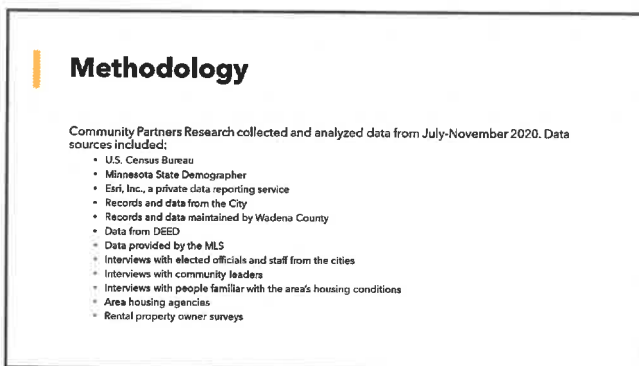 Methodology
Community Partners Research collected and analyzed data from July-November 2020. Data
sources included:
• U.S. Census Bureau
• Minnesota State Demographer
• Esri, Inc., a private data reporting service
• Records and data from the City
• Records and data maintained by Wadena County
• Data from DEED
• Data provided by the MLS
• Interviews with elected officials and staff from the cities
• Interviews with community leaders
• Interviews with people familiar with the area's housing conditions
• Area housing agencies
• Rental property owner surveys